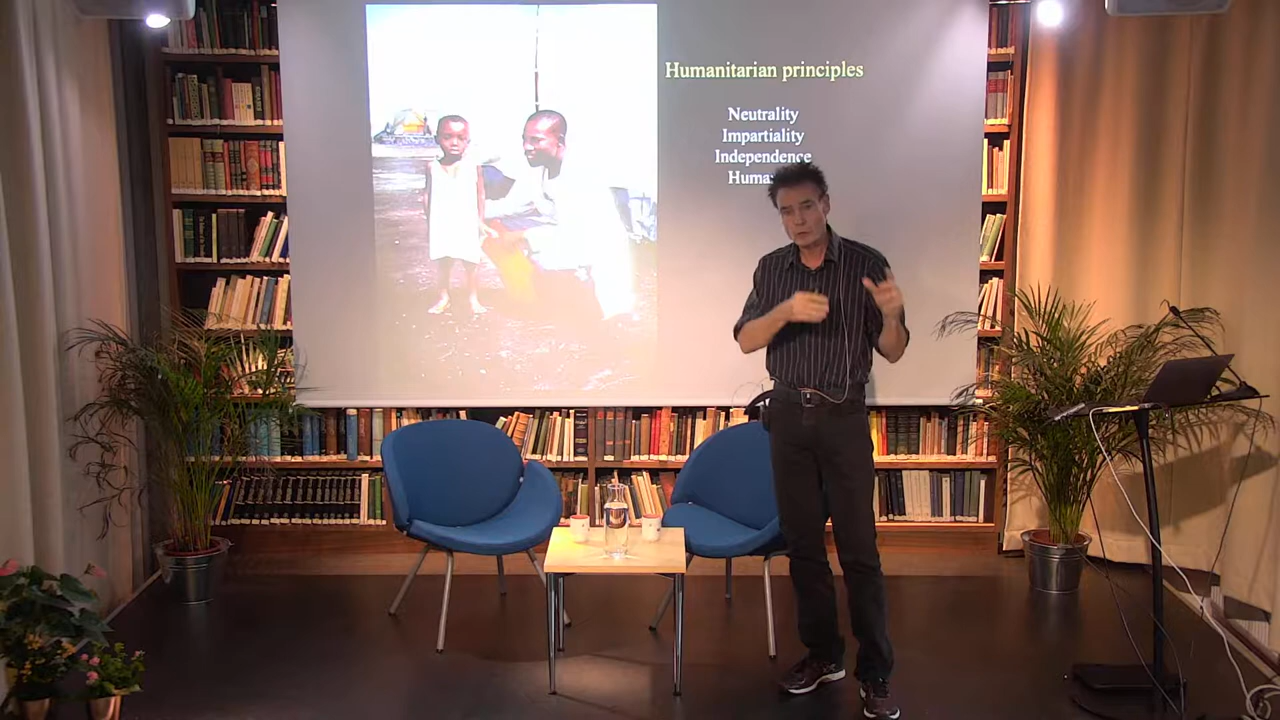 Humanitarian principles
Neutrality
Impartiality
Independence